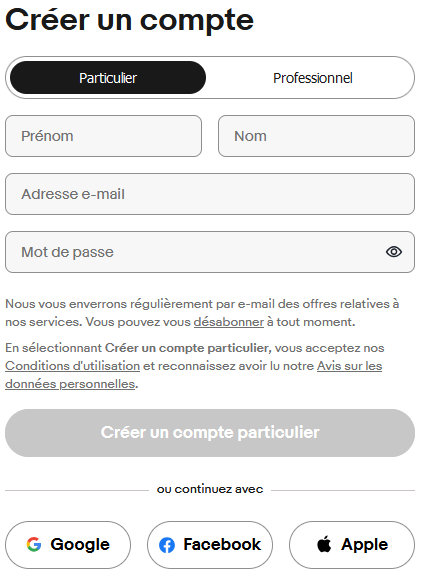 Créer un compte
Particulier Professionnel
Prénom Nom
Adresse e-mail
Mot de passe
Nous vous enverrons régulièrement par e-mail des offres relatives à
nos services. Vous pouvez vous désabonner à tout moment.
En sélectionnant Créer un compte particulier, vous acceptez nos
Conditions d'utilisation et reconnaissez avoir lu notre Avis sur les
données personnelles.
Créer un compte particulier
ou continuez avec
Google Facebook Apple